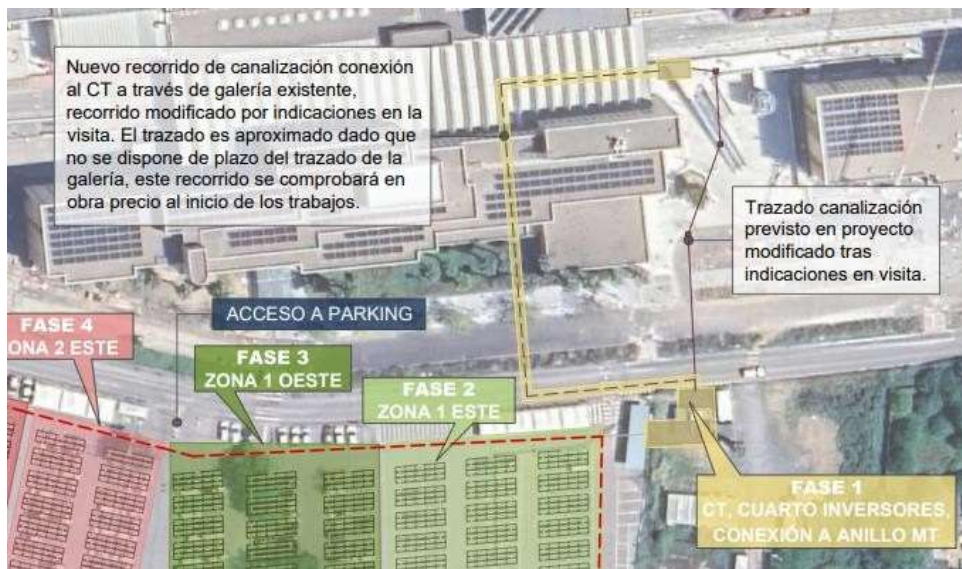 Nuevo recorrido de canalización conexión
al CT a través de galería existente,
recorrido modificado por indicaciones en la
visita. El trazado es aproximado dado que
no se dispone de plazo del trazado de la
galería, este recorrido se comprobará en
obra precio al inicio de los trabajos.
Trazado canalización
previsto en proyecto
modificado tras
indicaciones en visita.
ACCESO A PARKING
FASE 4
ONA 2 ESTE
FASE 3
ZONA 1 OESTE
FASE 2
ZONA 1 ESTE
FASE 1
CT, CUARTO INVERSORES,
CONEXIÓN A ANILLO MT